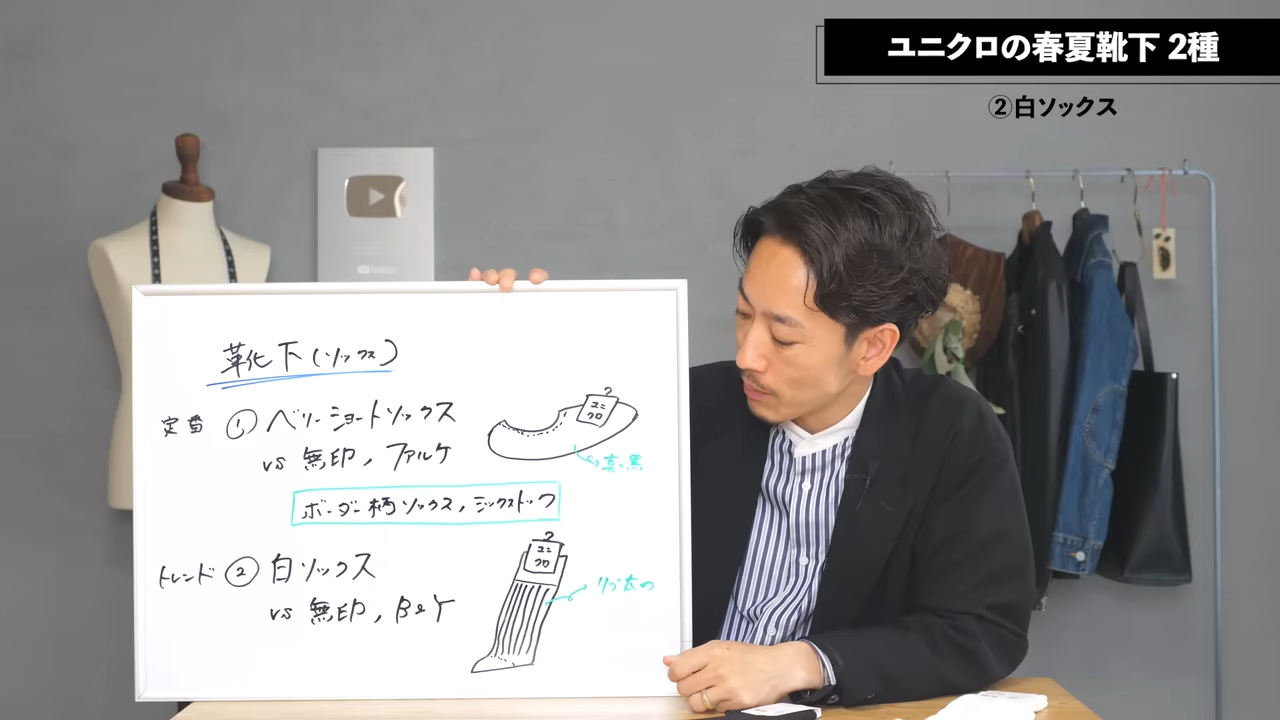 ユニクロの春夏靴下 2種
②白ソックス
靴下(ソックス)
定番 ① ベリーショートソックス
vs 無印, ファルケ
ユニクロ
真っ黒
ボーダー柄ソックス, ミックストーク
トレンド ② 白ソックス
vs 無印, B&Y
ユニクロ
リブ太め